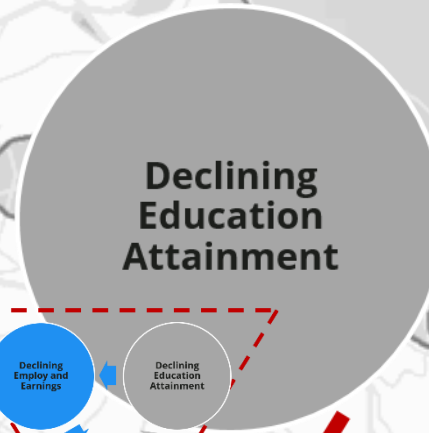 Declining
Education
Attainment
Declining
Employ and
Earnings
Declining
Education
Attainment